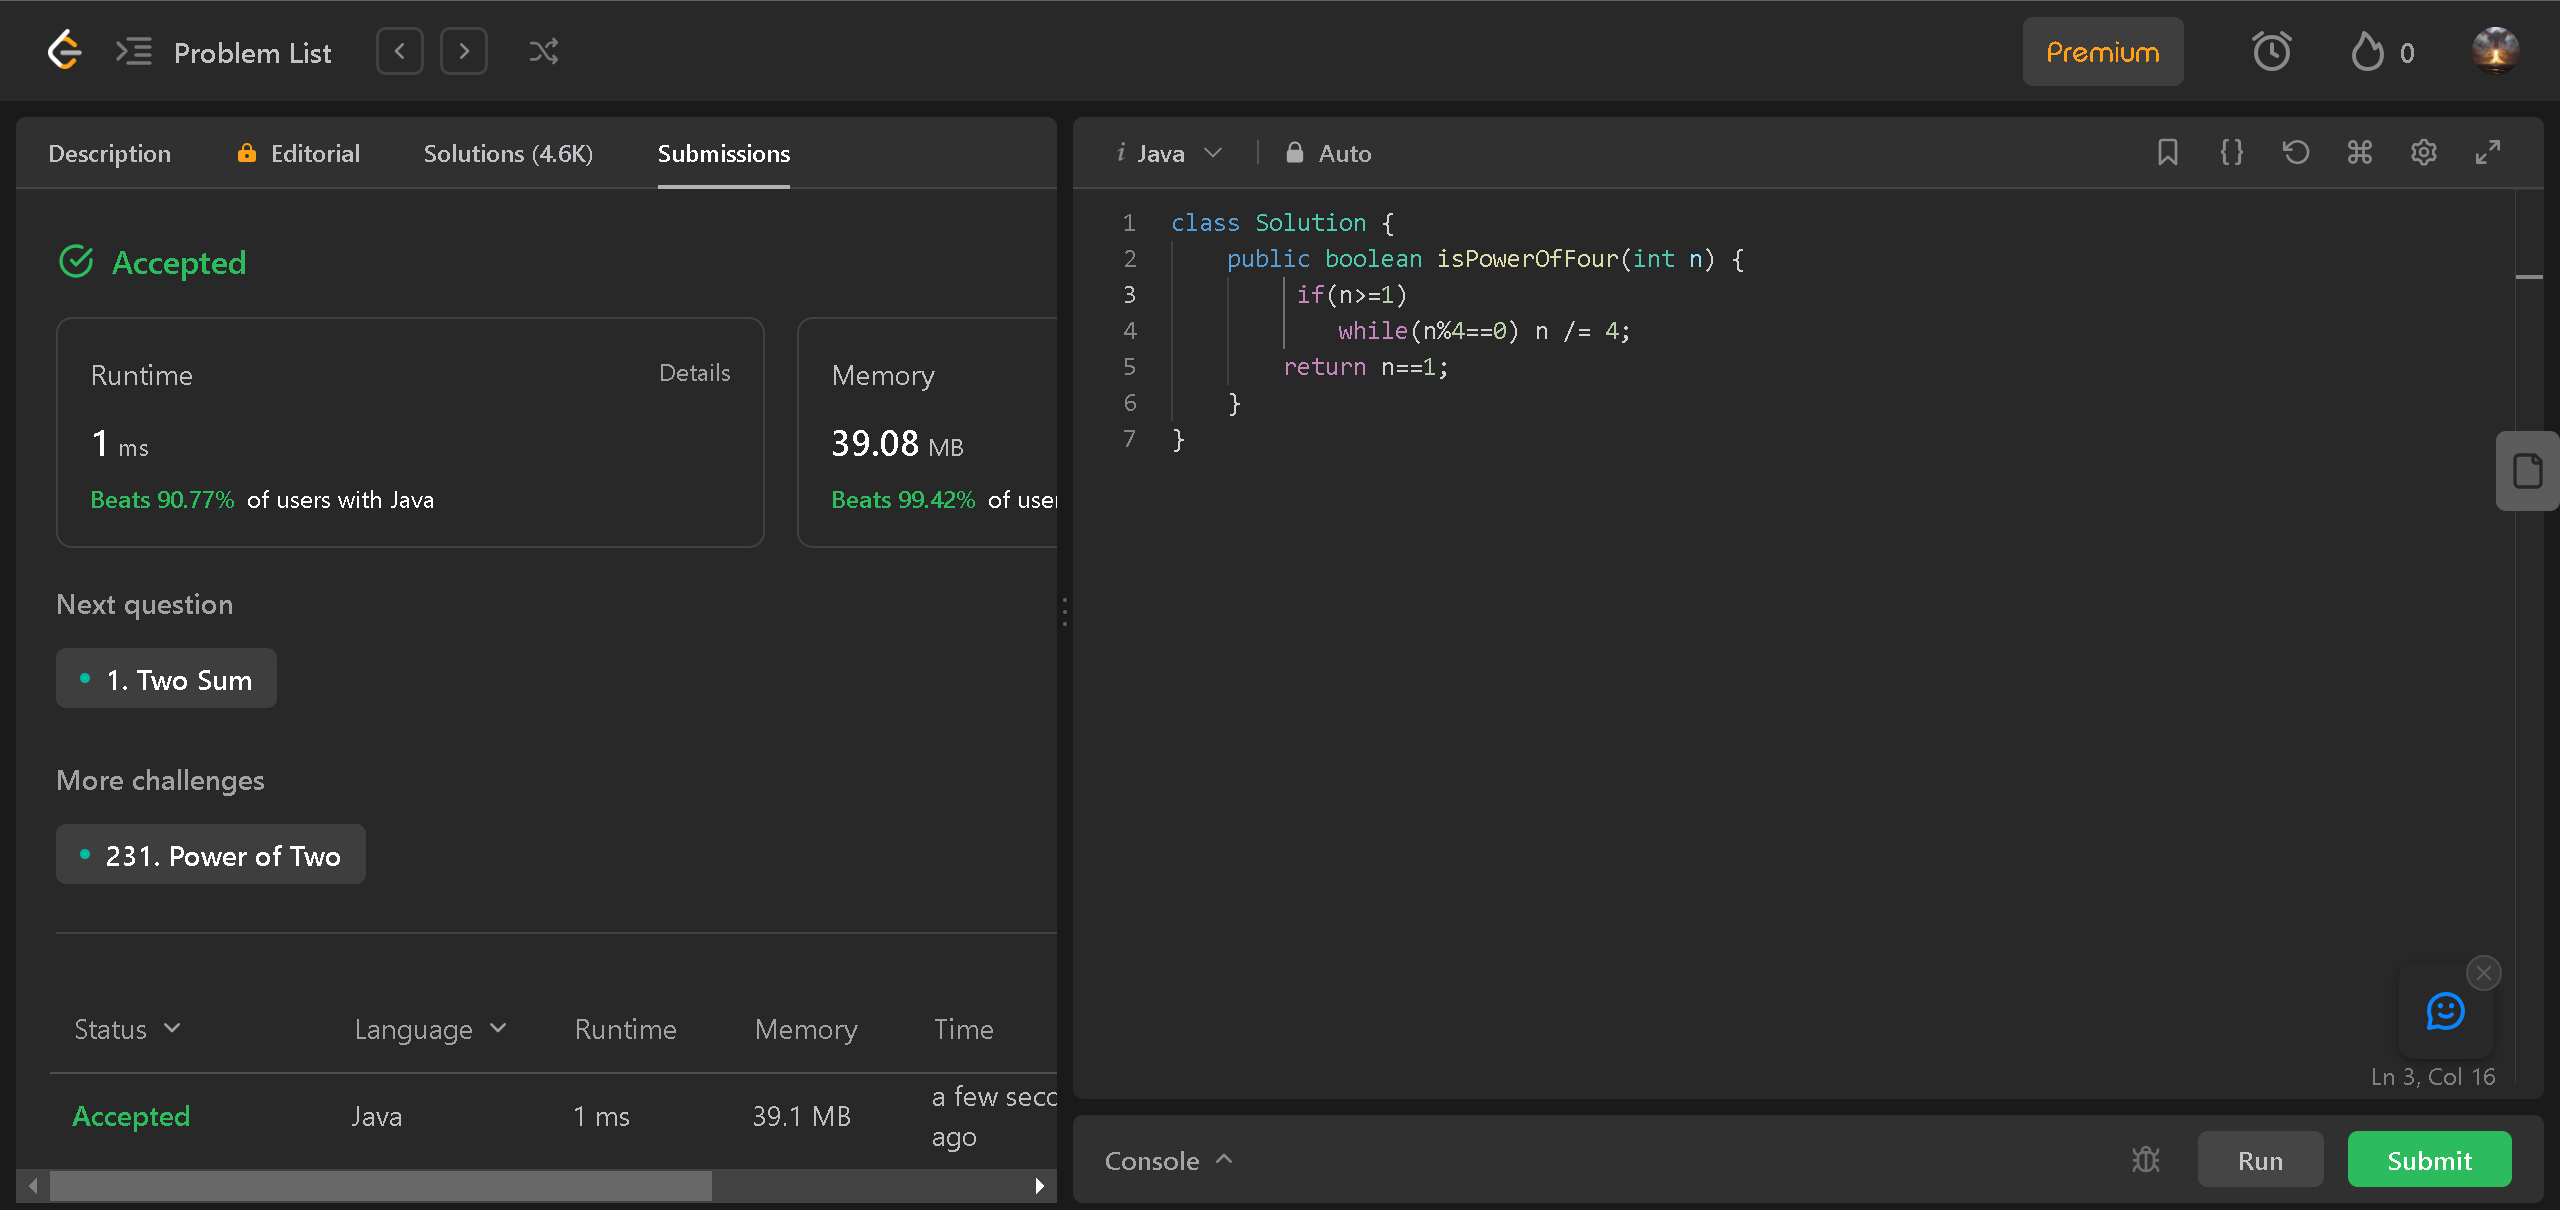 Problem List
Premium
0
Description
Editorial
Solutions (4.6K)
Submissions
Accepted
Runtime
Details
1 ms
Beats 90.77% of users with Java
Memory
39.08 MB
Beats 99.42% of
Next question
1. Two Sum
More challenges
231. Power of Two
Status
Language
Runtime
Memory
Time
Accepted
Java
1 ms
39.1 MB
a few
ago
i Java
Auto
1 class Solution {
2 public boolean isPowerOfFour(int n) {
3 if(n>=1)
4 while(n%4==0) n /= 4;
5 return n==1;
6 }
7 }
Ln 3, Col 16
Console
Run
Submit